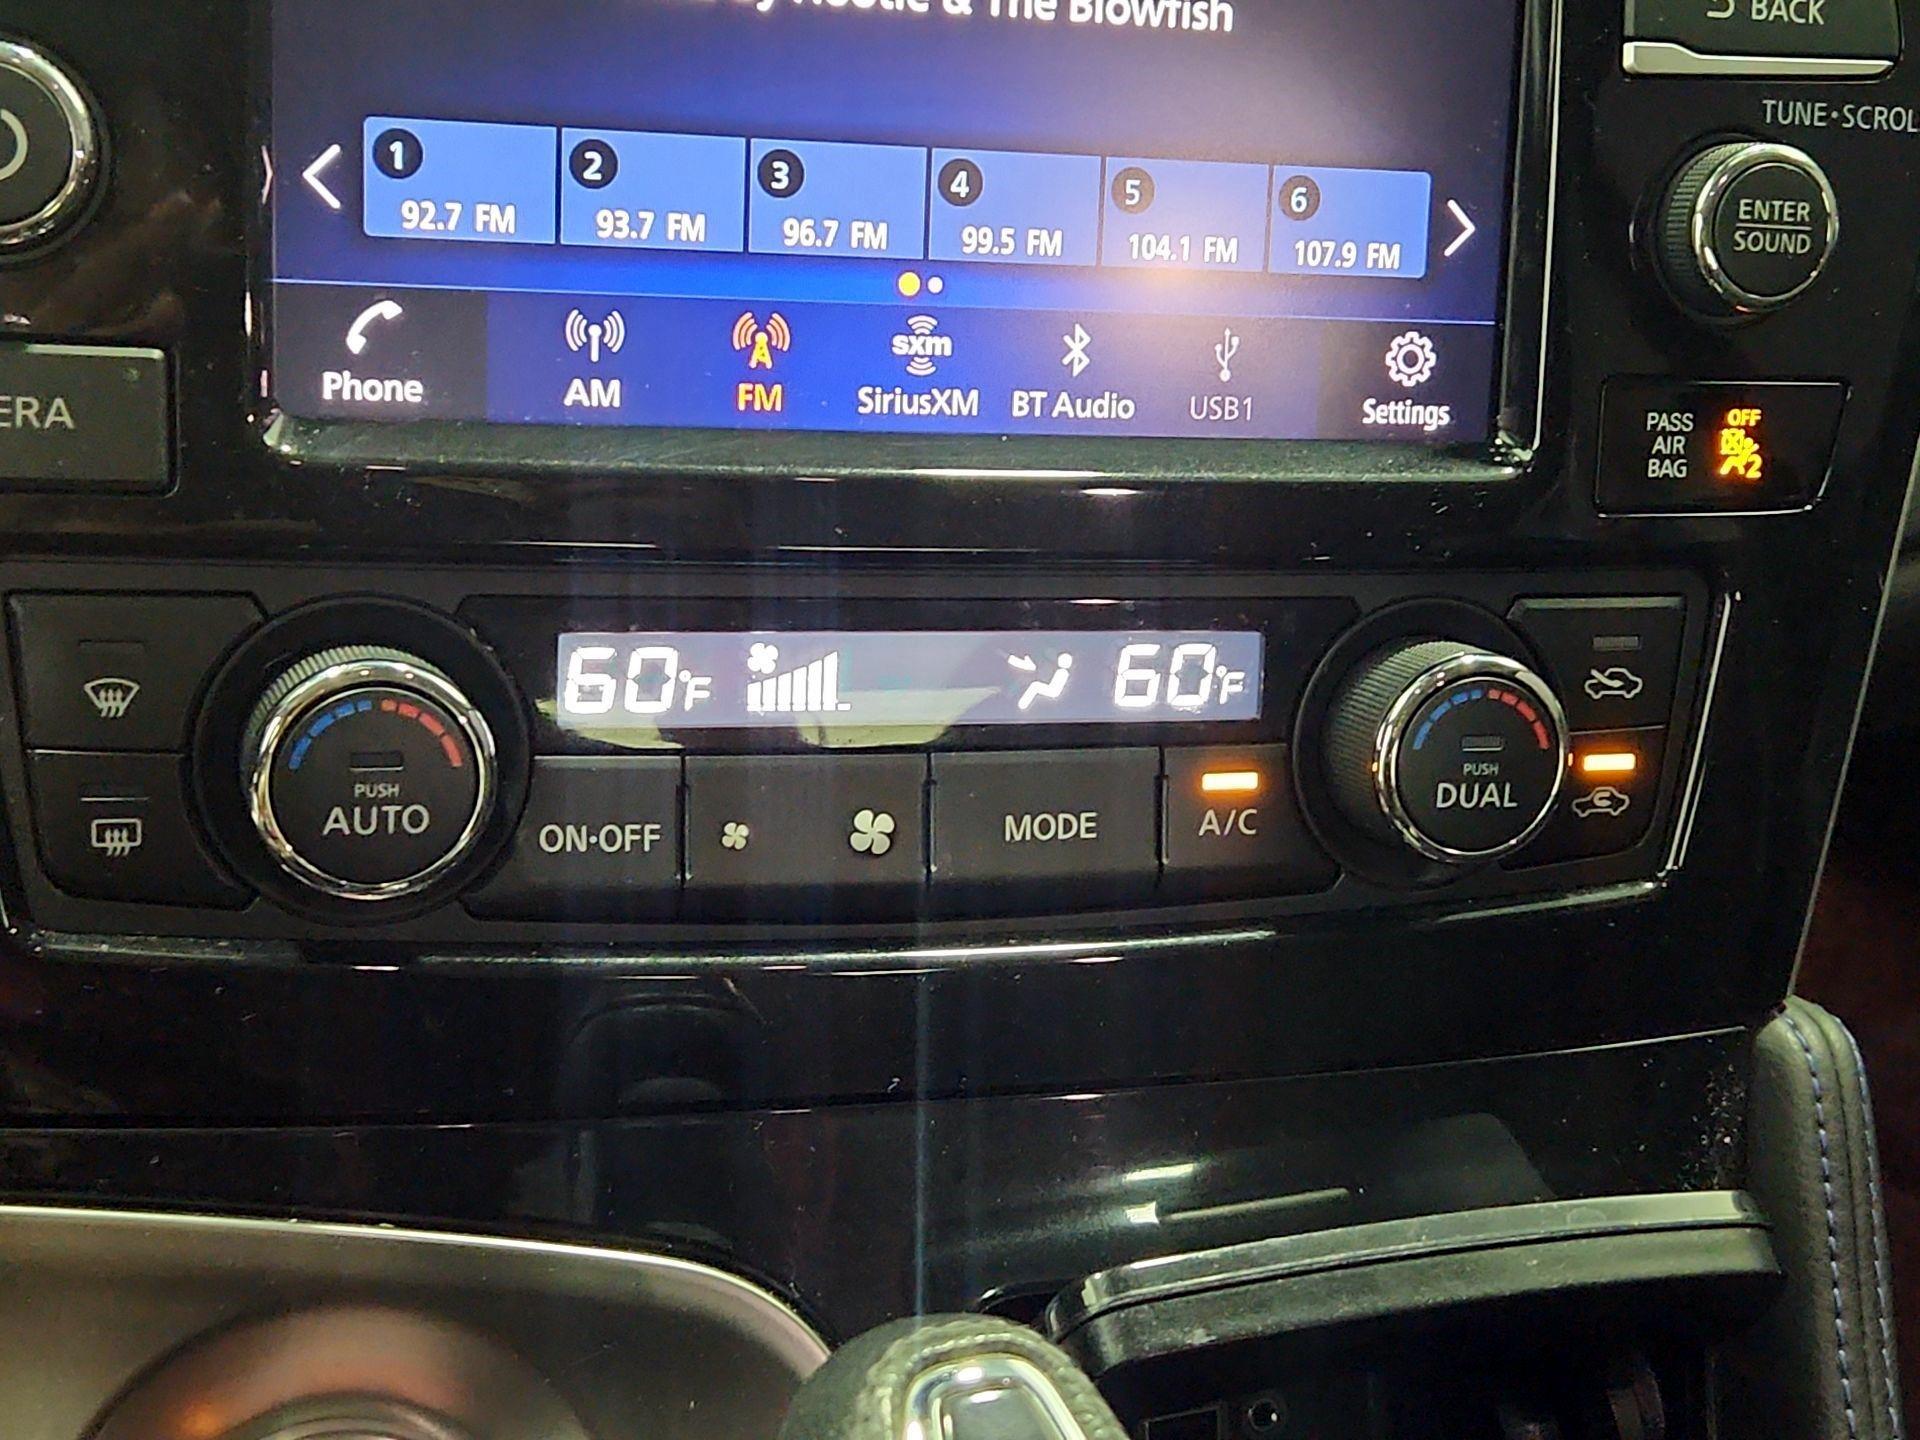 & The Blowfish
BACK
TUNE•SCROL
1
92.7 FM
2
93.7 FM
3
96.7 FM
4
99.5 FM
5
104.1 FM
6
107.9 FM
ENTER
SOUND
Phone
AM
FM
sxm
SiriusXM
BT Audio
USB1
Settings
ERA
PASS
AIR
BAG
OFF
2
60°F
60°F
PUSH
AUTO
ON•OFF
MODE
A/C
PUSH
DUAL